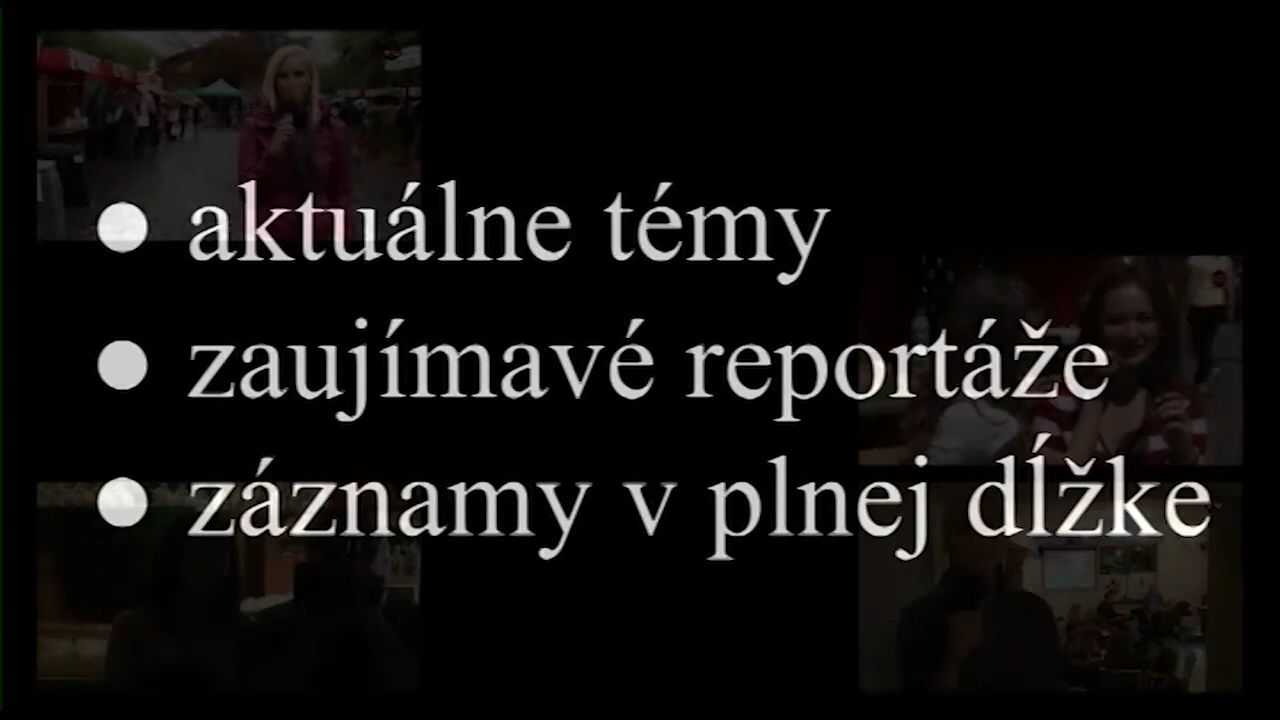 • aktuálne témy
• zaujímavé reportáže
• záznamy v plnej dĺžke